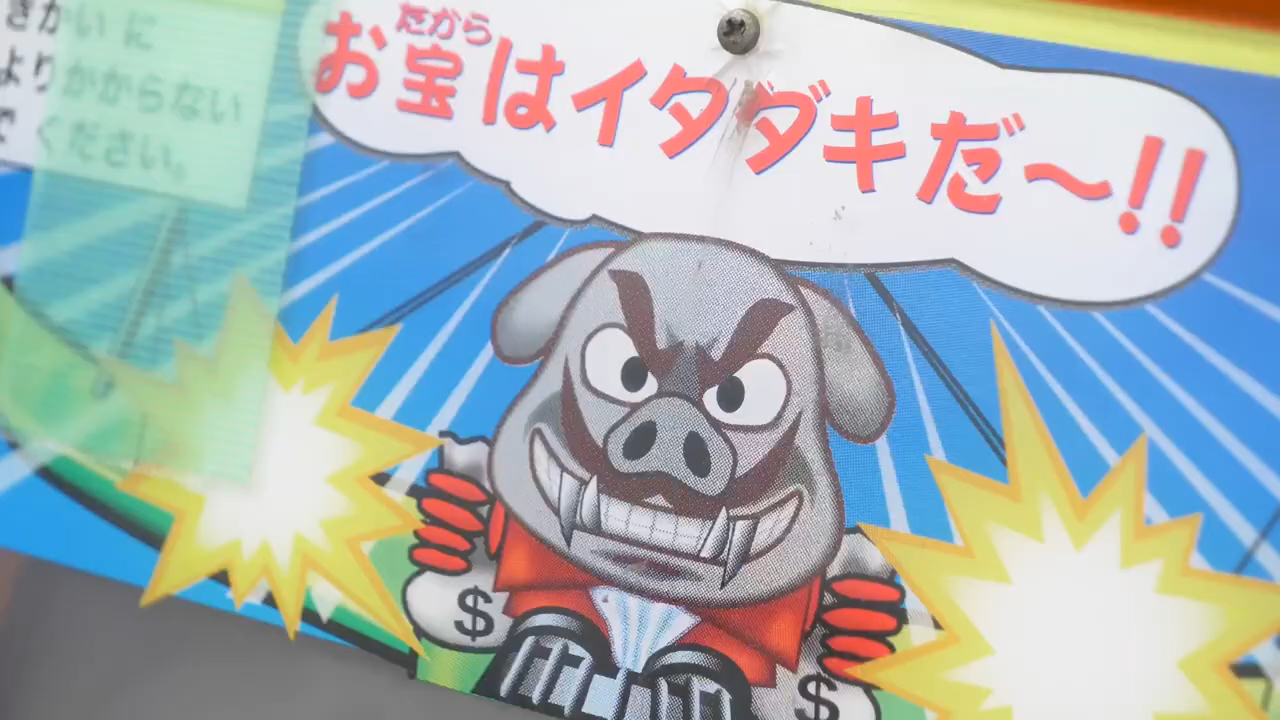 かい に
より かからない
で ください。
たから
お宝はイタダキだ〜!!
$
$